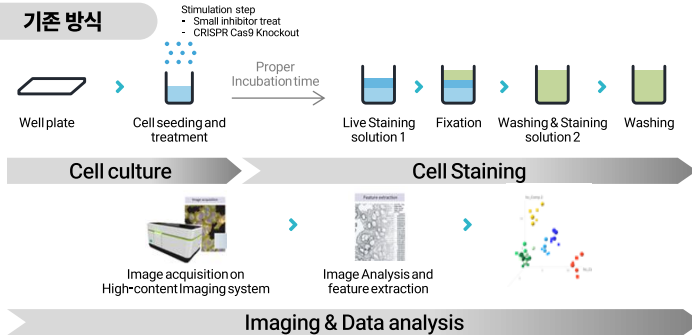 기존 방식
Stimulation step
- Small inhibitor treat
- CRISPR Cas9 Knockout
Proper
Incubation time
Well plate
Cell seeding and
treatment
Live Staining
solution 1
Fixation
Washing & Staining
solution 2
Washing
Cell culture
Cell Staining
Image acquisition
Feature extraction
Image acquisition on
High-content Imaging system
Image Analysis and
feature extraction
Imaging & Data analysis